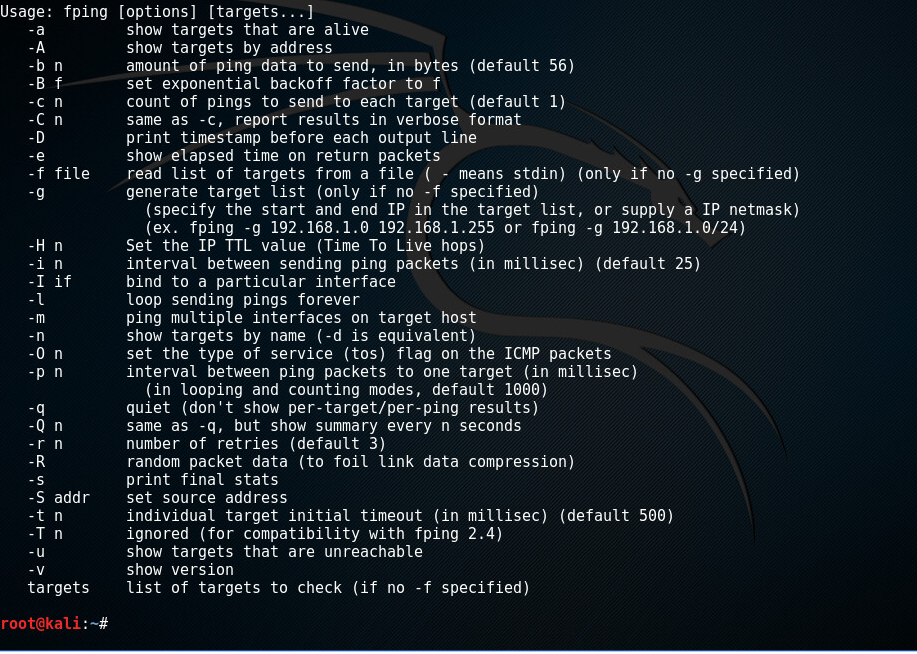 Usage: fping [options] [targets...]
   -a         show targets that are alive
   -A         show targets by address
   -b n       amount of ping data to send, in bytes (default 56)
   -B f       set exponential backoff factor to f
   -c n       count of pings to send to each target (default 1)
   -C n       same as -c, report results in verbose format
   -D         print timestamp before each output line
   -e         show elapsed time on return packets
   -f file    read list of targets from a file ( - means stdin) (only if no -g specified)
   -g         generate target list (only if no -f specified)
                (specify the start and end IP in the target list, or supply a IP netmask)
                (ex. fping -g 192.168.1.0 192.168.1.255 or fping -g 192.168.1.0/24)
   -H n       Set the IP TTL value (Time To Live hops)
   -i n       interval between sending ping packets (in millisec) (default 25)
   -I if      bind to a particular interface
   -l         loop sending pings forever
   -m         ping multiple interfaces on target host
   -n         show targets by name (-d is equivalent)
   -O n       set the type of service (tos) flag on the ICMP packets
   -p n       interval between ping packets to one target (in millisec)
                (in looping and counting modes, default 1000)
   -q         quiet (don't show per-target/per-ping results)
   -Q n       same as -q, but show summary every n seconds
   -r n       number of retries (default 3)
   -R         random packet data (to foil link data compression)
   -s         print final stats
   -S addr    set source address
   -t n       individual target initial timeout (in millisec) (default 500)
   -T n       ignored (for compatibility with fping 2.4)
   -u         show targets that are unreachable
   -v         show version
   targets    list of targets to check (if no -f specified)
root@kali:~#